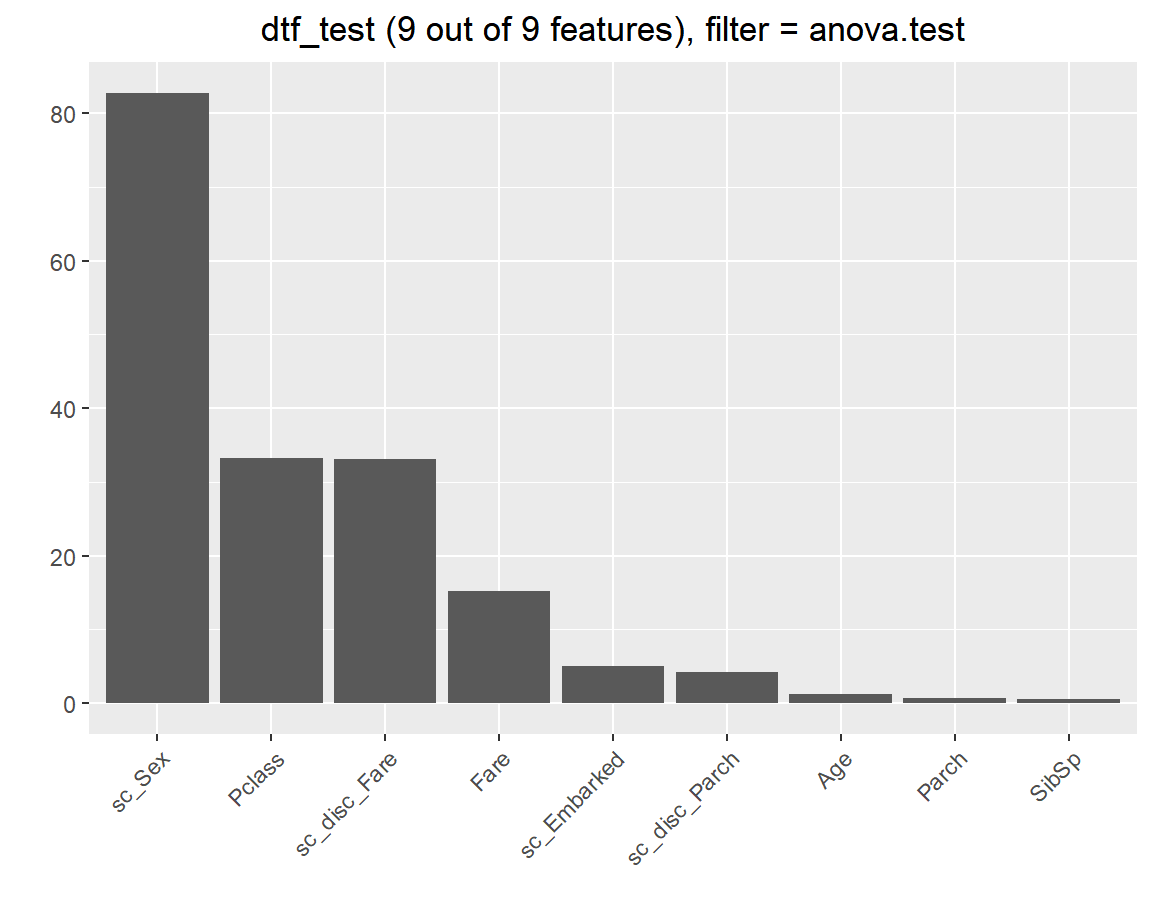 dtf_test (9 out of 9 features), filter = anova.test
80
60
40
20
0
sc_Sex
Pclass
sc_disc_Fare
Fare
sc_Embarked
sc_disc_Parch
Age
Parch
SibSp